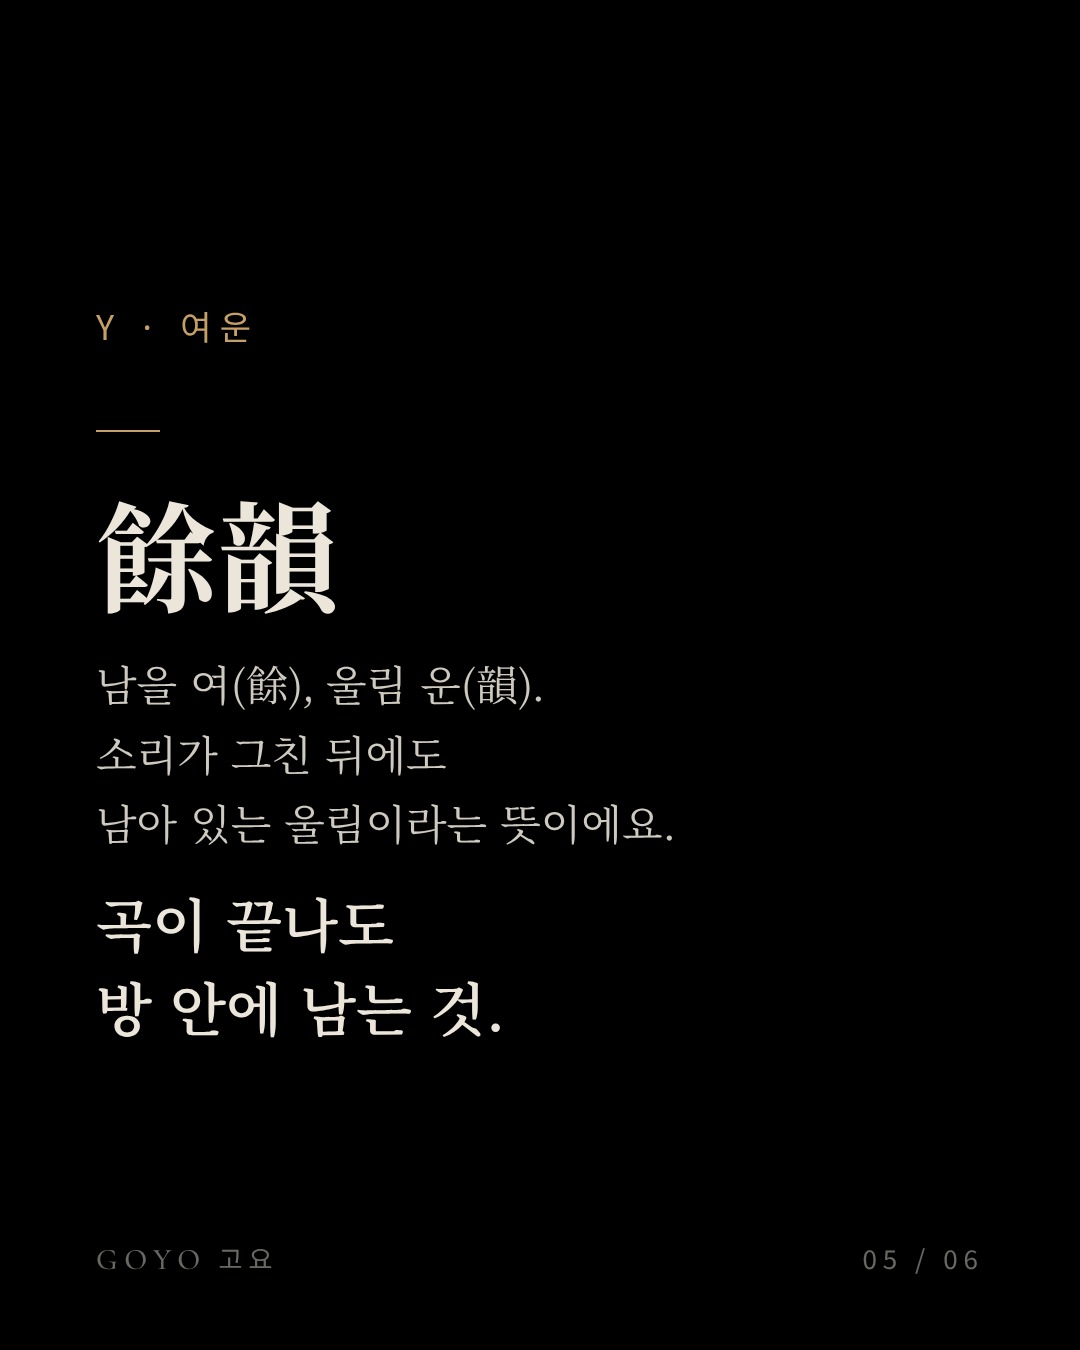 Y · 여운
餘韻
남을 여(餘), 울림 운(韻).
소리가 그친 뒤에도
남아 있는 울림이라는 뜻이에요.
곡이 끝나도
방 안에 남는 것.
GOYO 고요
05 / 06